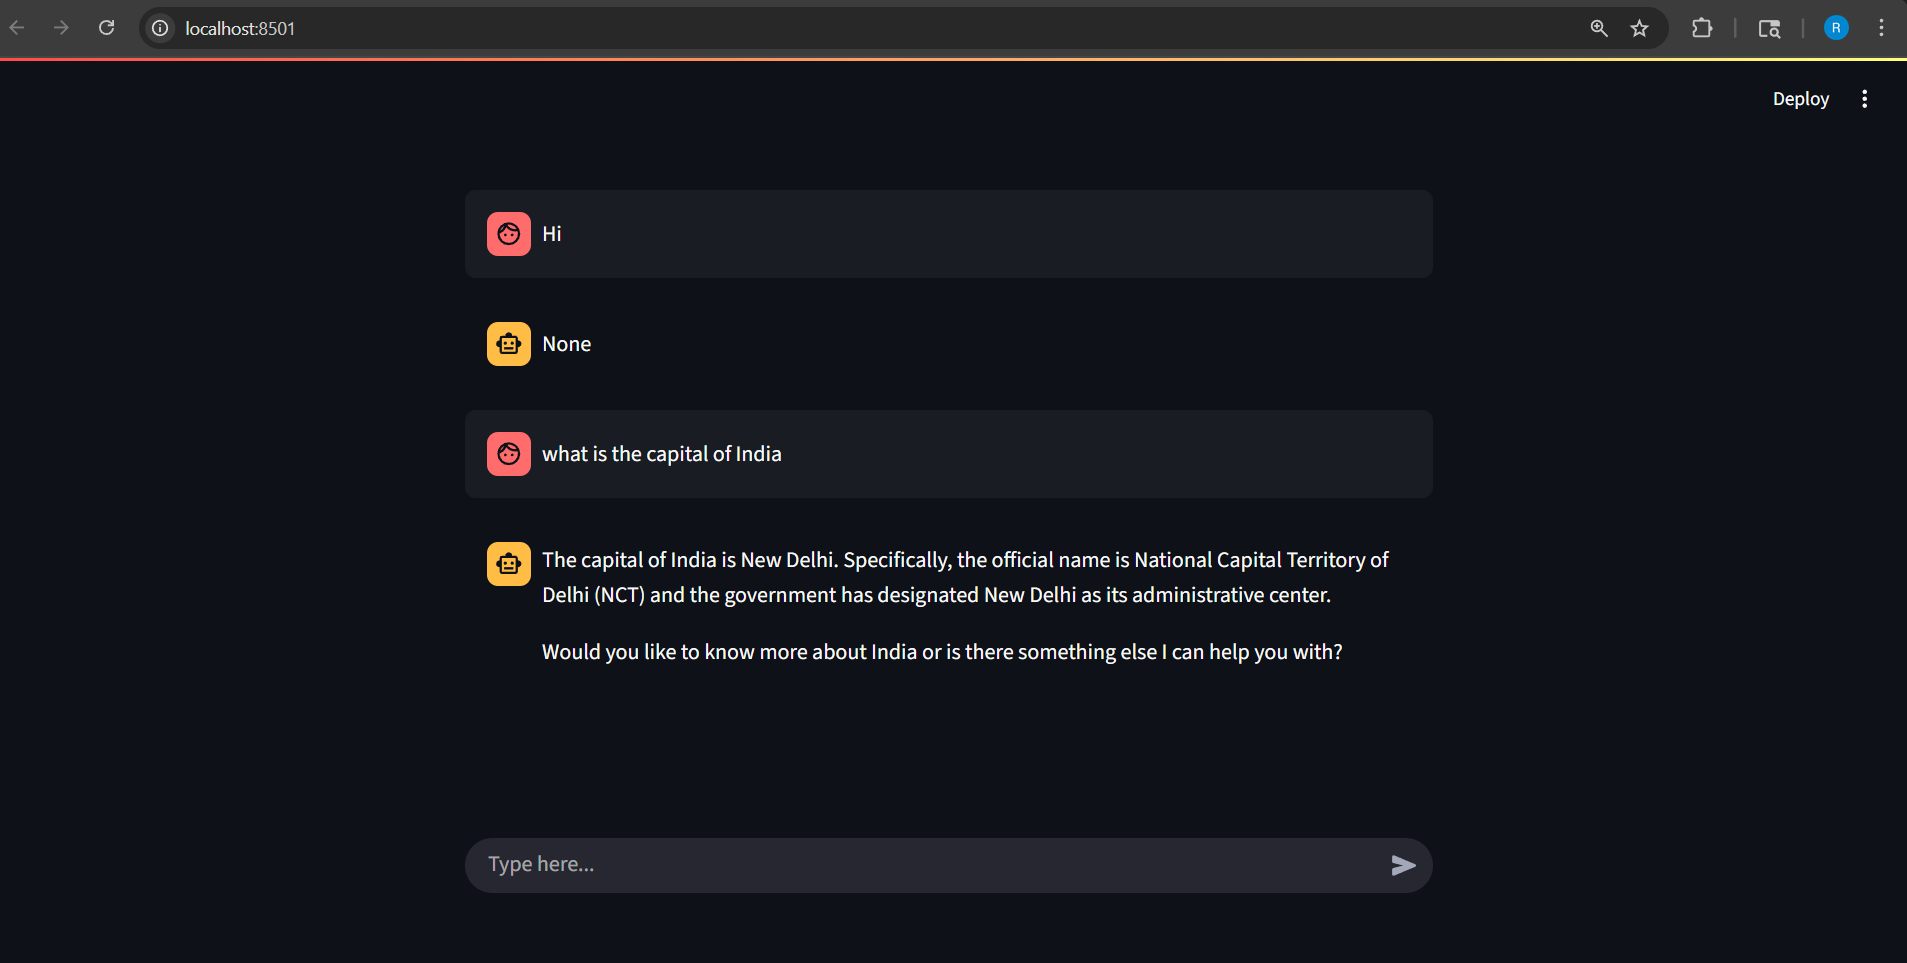 localhost:8501
R
Deploy
Hi
None
what is the capital of India
The capital of India is New Delhi. Specifically, the official name is National Capital Territory of
Delhi (NCT) and the government has designated New Delhi as its administrative center.
Would you like to know more about India or is there something else I can help you with?
Type here...